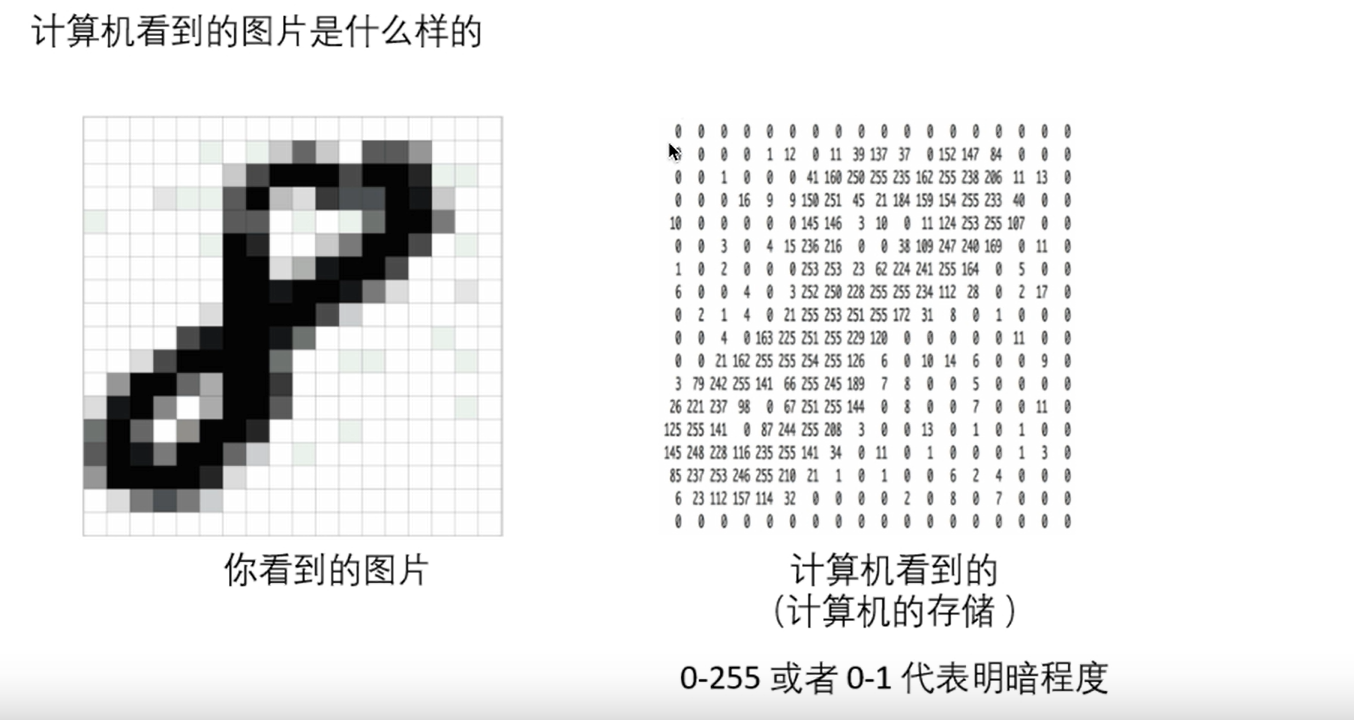 计算机看到的图片是什么样的
0 0 0 0 0 0 0 0 0 0 0 0 0 0 0 0 0 0
0 0 0 1 12 0 11 39 137 37 0 152 147 84 0 0 0
0 0 1 0 0 0 41 160 250 255 235 162 255 238 206 11 13 0
0 0 0 16 9 9 150 251 45 21 184 159 154 255 233 40 0 0
10 0 0 0 0 0 145 146 3 10 0 11 124 253 255 107 0 0
0 0 3 0 4 15 236 216 0 0 38 109 247 240 169 0 11 0
1 0 2 0 0 0 253 253 23 62 224 241 255 164 0 5 0 0
6 0 0 4 0 3 252 250 228 255 255 234 112 28 0 2 17 0
0 2 1 4 0 21 255 253 251 255 172 31 8 0 1 0 0 0
0 0 4 0 163 225 251 255 229 120 0 0 0 0 0 11 0 0
0 0 21 162 255 255 254 255 126 6 0 10 14 6 0 0 9 0
3 79 242 255 141 66 255 245 189 7 8 0 0 5 0 0 0 0
26 221 237 98 0 67 251 255 144 0 8 0 0 7 0 0 11 0
125 255 141 0 87 244 255 208 3 0 0 13 0 1 0 1 0 0
145 248 228 116 235 255 141 34 0 11 0 1 0 0 0 1 3 0
85 237 253 246 255 210 21 1 0 1 0 0 6 2 4 0 0 0
6 23 112 157 114 32 0 0 0 0 2 0 8 0 7 0 0 0
0 0 0 0 0 0 0 0 0 0 0 0 0 0 0 0 0 0
你看到的图片
计算机看到的
（计算机的存储 ）
0-255 或者 0-1 代表明暗程度